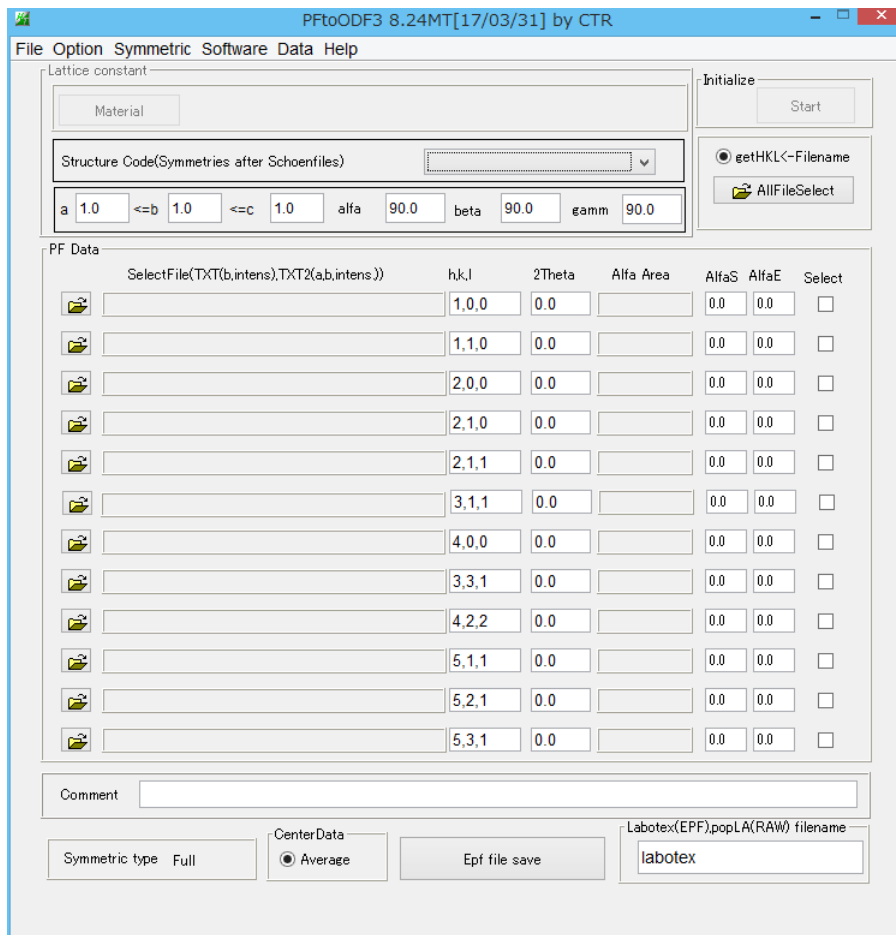 PFtoODF3 8.24MT[17/03/31] by CTR
File Option Symmetric Software Data Help
Lattice constant
Material
Initialize
Start
Structure Code(Symmetries after Schoenfiles)
getHKL<-Filename
AllFileSelect
a 1.0 <=b 1.0 <=c 1.0 alfa 90.0 beta 90.0 gamm 90.0
PF Data
SelectFile(TXT(b,intens),TXT2(a,b,intens.)) h,k,l 2Theta Alfa Area AlfaS AlfaE Select
1,0,0 0.0 0.0 0.0
1,1,0 0.0 0.0 0.0
2,0,0 0.0 0.0 0.0
2,1,0 0.0 0.0 0.0
2,1,1 0.0 0.0 0.0
3,1,1 0.0 0.0 0.0
4,0,0 0.0 0.0 0.0
3,3,1 0.0 0.0 0.0
4,2,2 0.0 0.0 0.0
5,1,1 0.0 0.0 0.0
5,2,1 0.0 0.0 0.0
5,3,1 0.0 0.0 0.0
Comment
Symmetric type Full
CenterData
Average
Epf file save
Labotex(EPF),popLA(RAW) filename
labotex